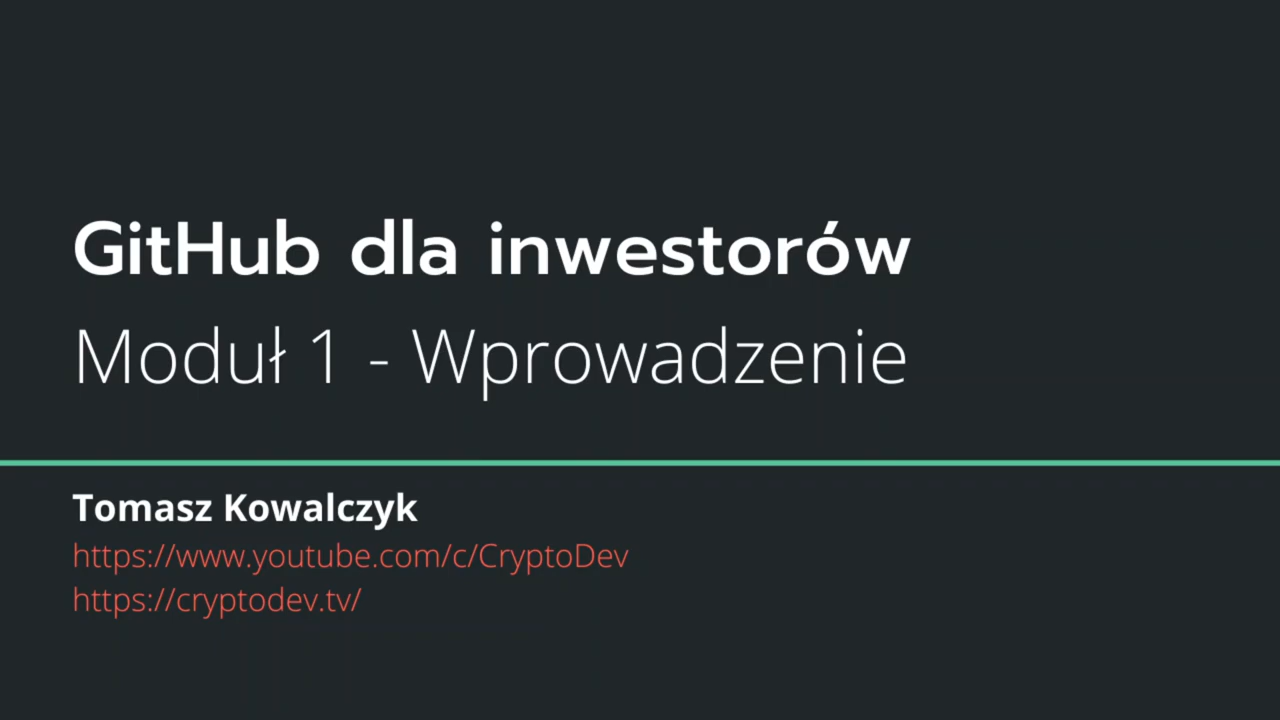 GitHub dla inwestorów
Moduł 1 - Wprowadzenie
Tomasz Kowalczyk
https://www.youtube.com/c/CryptoDev
https://cryptodev.tv/